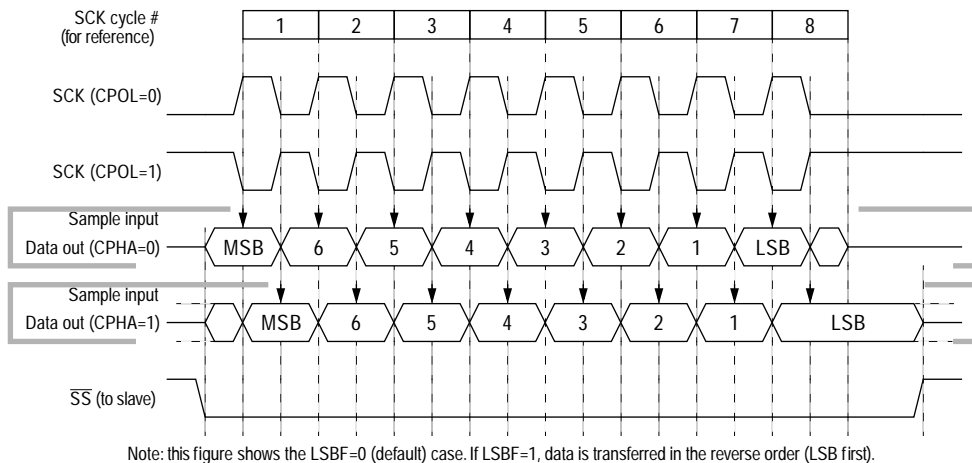 SCK cycle #
(for reference)
1 2 3 4 5 6 7 8
SCK (CPOL=0)
SCK (CPOL=1)
Sample input
Data out (CPHA=0) MSB 6 5 4 3 2 1 LSB
Sample input
Data out (CPHA=1) MSB 6 5 4 3 2 1 LSB
SS (to slave)
Note: this figure shows the LSBF=0 (default) case. If LSBF=1, data is transferred in the reverse order (LSB first).